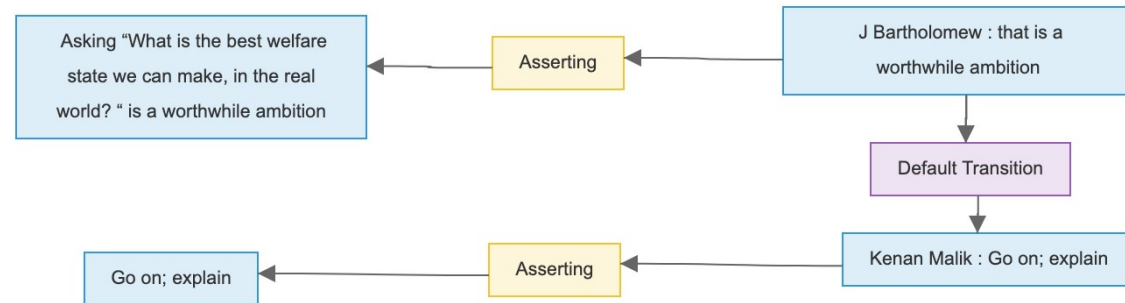 Asking “What is the best welfare
state we can make, in the real
world? “ is a worthwhile ambition
Asserting
J Bartholomew : that is a
worthwhile ambition
Default Transition
Go on; explain
Asserting
Kenan Malik : Go on; explain